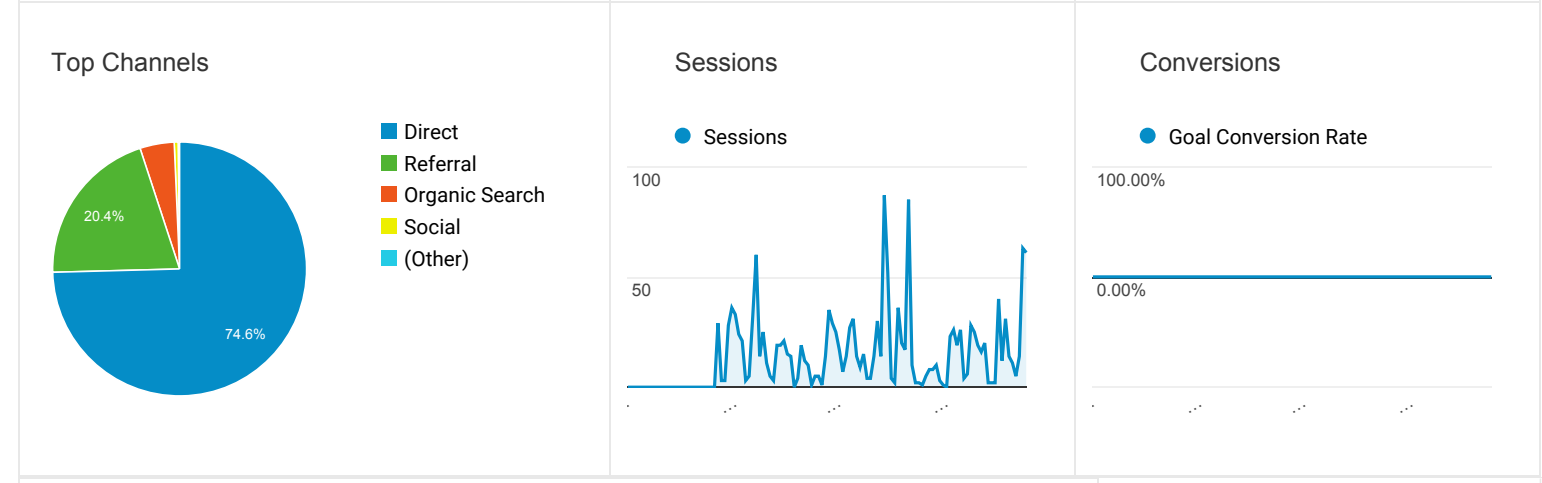 Top Channels
Direct
Referral
Organic Search
Social
(Other)
20.4%
74.6%
Sessions
Sessions
100
50
...
...
...
Conversions
Goal Conversion Rate
100.00%
0.00%
...
...
...